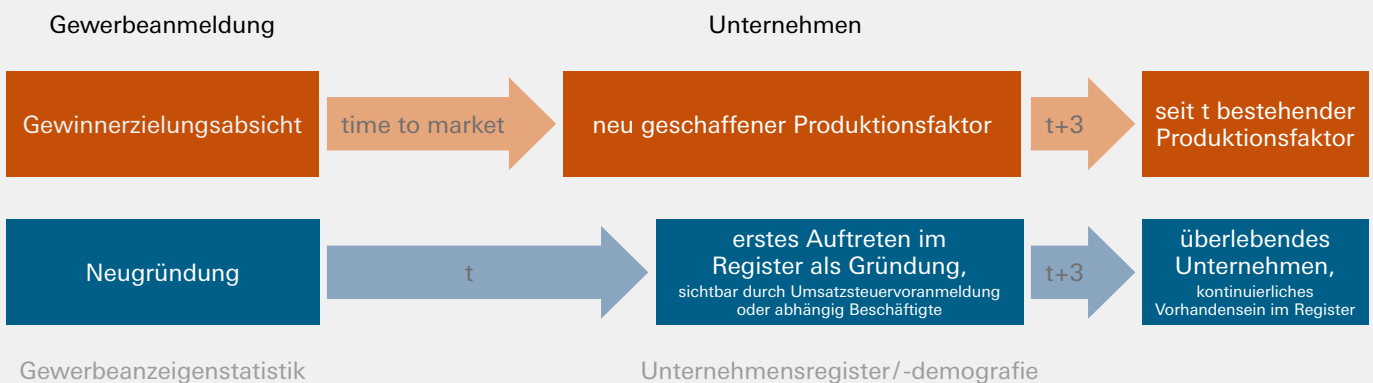 Gewerbeanmeldung
Unternehmen
Gewinnerzielungsabsicht
time to market
neu geschaffener Produktionsfaktor
t+3
seit t bestehender
Produktionsfaktor
Neugründung
t
erstes Auftreten im
Register als Gründung,
sichtbar durch Umsatzsteuervoranmeldung
oder abhängig Beschäftigte
t+3
überlebendes
Unternehmen,
kontinuierliches
Vorhandensein im Register
Gewerbeanzeigenstatistik
Unternehmensregister/-demografie